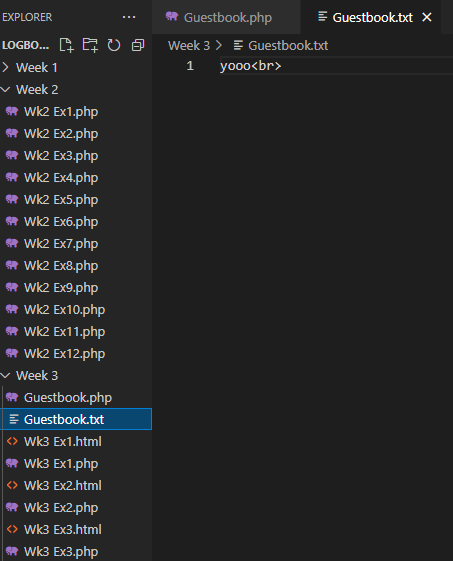 EXPLORER
LOGBO...
Week 1
Week 2
Wk2 Ex1.php
Wk2 Ex2.php
Wk2 Ex3.php
Wk2 Ex4.php
Wk2 Ex5.php
Wk2 Ex6.php
Wk2 Ex7.php
Wk2 Ex8.php
Wk2 Ex9.php
Wk2 Ex10.php
Wk2 Ex11.php
Wk2 Ex12.php
Week 3
Guestbook.php
Guestbook.txt
Wk3 Ex1.html
Wk3 Ex1.php
Wk3 Ex2.html
Wk3 Ex2.php
Wk3 Ex3.html
Wk3 Ex3.php
Guestbook.php Guestbook.txt
Week 3 > Guestbook.txt
1 yooo<br>